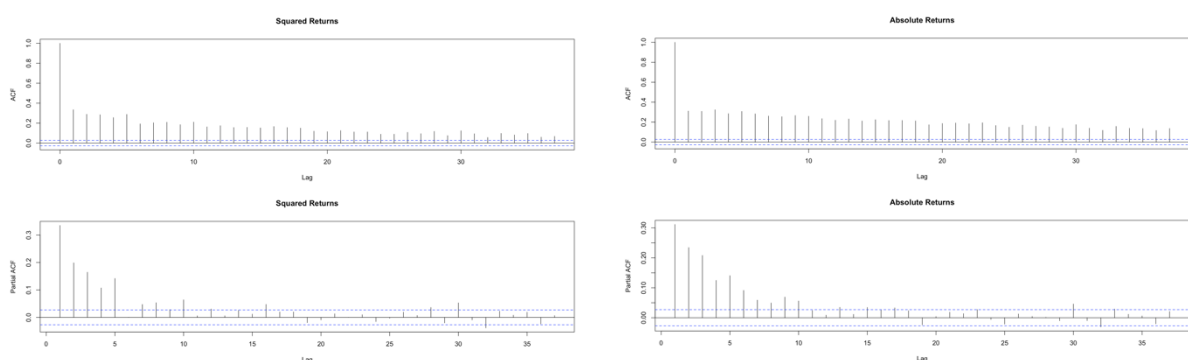 Squared Returns
ACF
0.0 0.2 0.4 0.6 0.8 1.0
0 10 20 30
Lag
Absolute Returns
ACF
0.0 0.2 0.4 0.6 0.8 1.0
0 10 20 30
Lag
Squared Returns
Partial ACF
0.0 0.1 0.2 0.3
0 5 10 15 20 25 30 35
Lag
Absolute Returns
Partial ACF
0.00 0.10 0.20 0.30
0 5 10 15 20 25 30 35
Lag